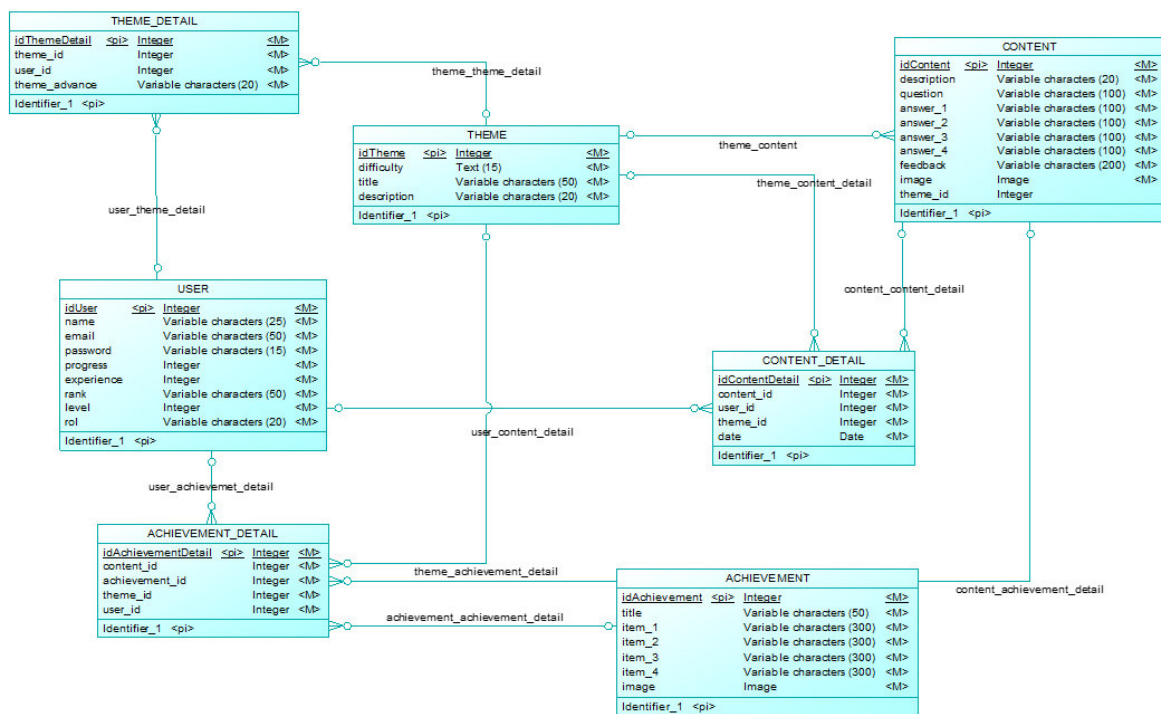 THEME_DETAIL
idThemeDetail <pi> Integer <M>
theme_id Integer <M>
user_id Integer <M>
theme_advance Variable characters (20) <M>
Identifier_1 <pi>
theme_theme_detail
CONTENT
idContent <pi> Integer <M>
description Variable characters (20) <M>
question Variable characters (100) <M>
answer_1 Variable characters (100) <M>
answer_2 Variable characters (100) <M>
answer_3 Variable characters (100) <M>
answer_4 Variable characters (100) <M>
feedback Variable characters (200) <M>
image Image <M>
theme_id Integer
Identifier_1 <pi>
THEME
idTheme <pi> Integer <M>
difficulty Text (15) <M>
title Variable characters (50) <M>
description Variable characters (20) <M>
Identifier_1 <pi>
theme_content
theme_content_detail
user_theme_detail
USER
idUser <pi> Integer <M>
name Variable characters (25) <M>
email Variable characters (50) <M>
password Variable characters (15) <M>
progress Integer <M>
experience Integer <M>
rank Variable characters (50) <M>
level Integer <M>
rol Variable characters (20) <M>
Identifier_1 <pi>
content_content_detail
CONTENT_DETAIL
idContentDetail <pi> Integer <M>
content_id Integer <M>
user_id Integer <M>
theme_id Integer <M>
date Date <M>
Identifier_1 <pi>
user_content_detail
user_achievemet_detail
ACHIEVEMENT_DETAIL
idAchievementDetail <pi> Integer <M>
content_id Integer <M>
achievement_id Integer <M>
theme_id Integer <M>
user_id Integer <M>
Identifier_1 <pi>
theme_achievement_detail
achievement_achievement_detail
ACHIEVEMENT
idAchievement <pi> Integer <M>
title Variable characters (50) <M>
item_1 Variable characters (300) <M>
item_2 Variable characters (300) <M>
item_3 Variable characters (300) <M>
item_4 Variable characters (300) <M>
image Image <M>
Identifier_1 <pi>
content_achievement_detail